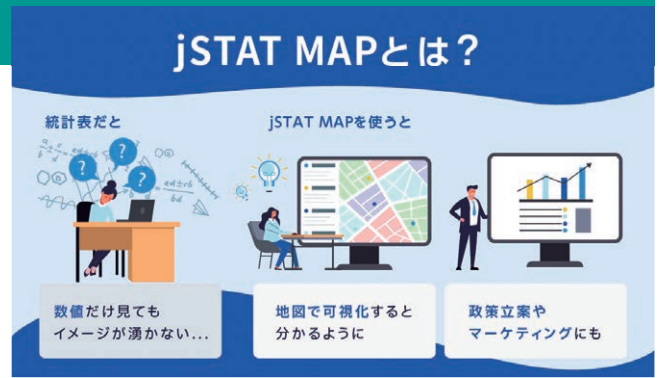 jSTAT MAPとは？
統計表だと
jSTAT MAPを使うと
? ? ?
数値だけ見ても
イメージが湧かない...
地図で可視化すると
分かるように
政策立案や
マーケティングにも